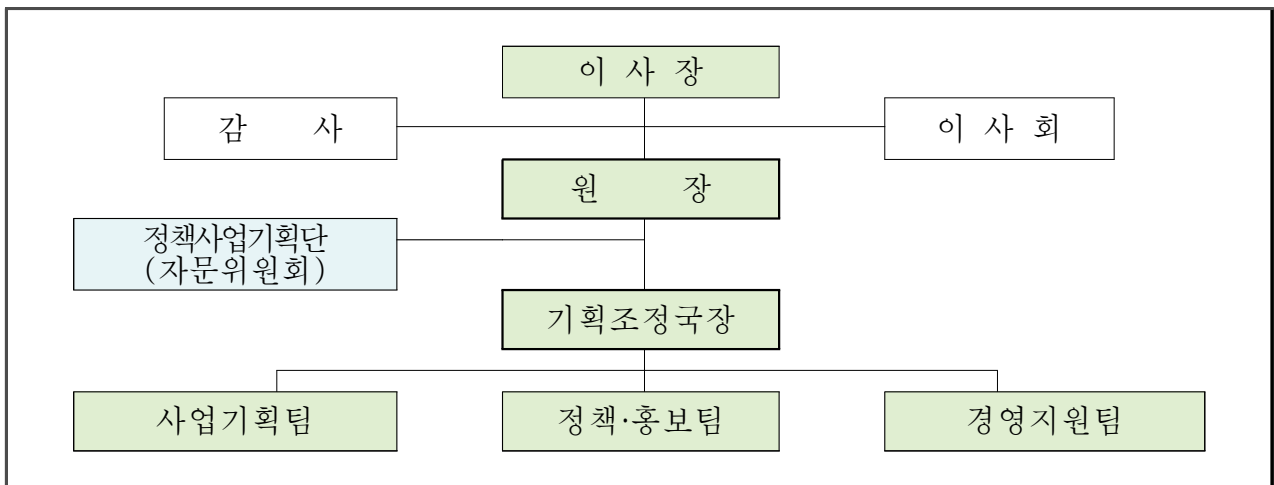 이 사 장
감 사
이 사 회
원 장
정책사업기획단
(자문위원회)
기획조정국장
사업기획팀
정책·홍보팀
경영지원팀